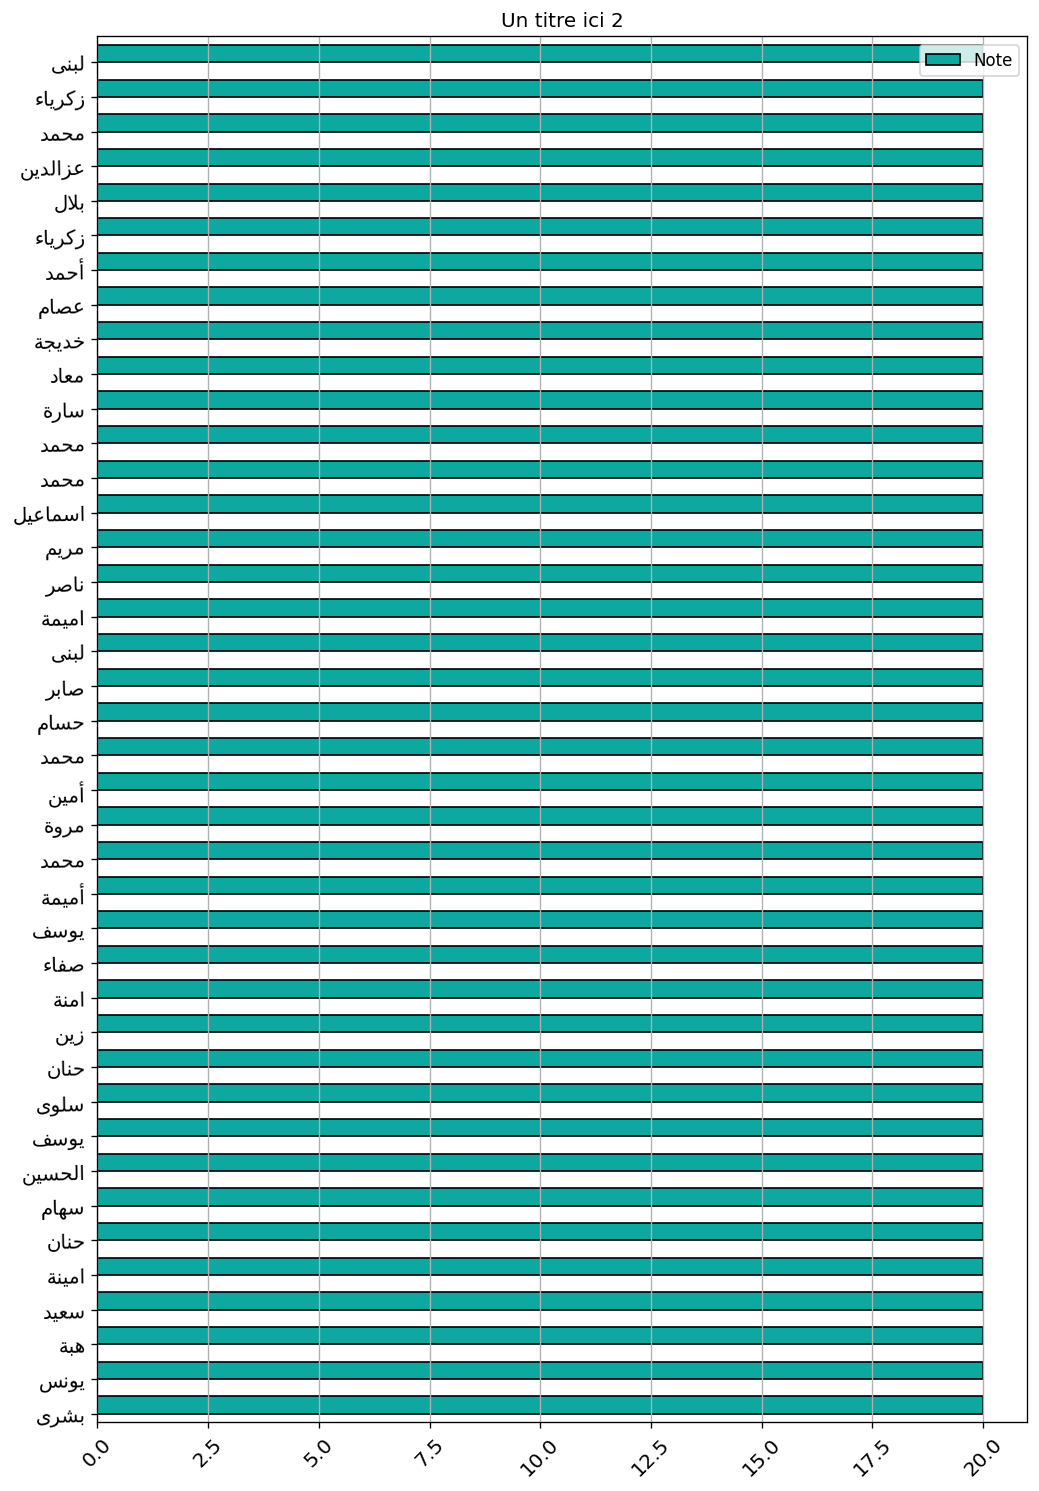 Un titre ici 2
Note
لبنى
زكرياء
محمد
عزالدين
بلال
زكرياء
أحمد
عصام
خديجة
معاد
سارة
محمد
محمد
اسماعيل
مريم
ناصر
اميمة
لبنى
صابر
حسام
محمد
أمين
مروة
محمد
أميمة
يوسف
صفاء
امنة
زين
حنان
سلوى
يوسف
الحسين
سهام
حنان
امينة
سعيد
هبة
يونس
بشرى
0.0 2.5 5.0 7.5 10.0 12.5 15.0 17.5 20.0